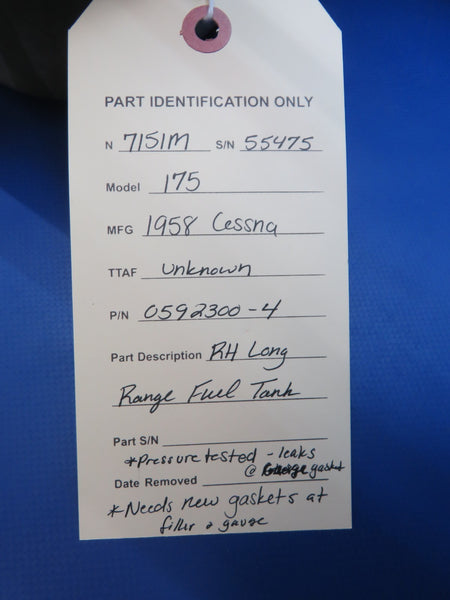 PART IDENTIFICATION ONLY
N 7151M S/N 55475
Model 175
MFG 1958 Cessna
TTAF unknown
P/N 0592300-4
Part Description RH Long
Range Fuel Tank
Part S/N
*Pressure tested - leaks
@ gasket
Date Removed
*Needs new gaskets at
filler & gauge